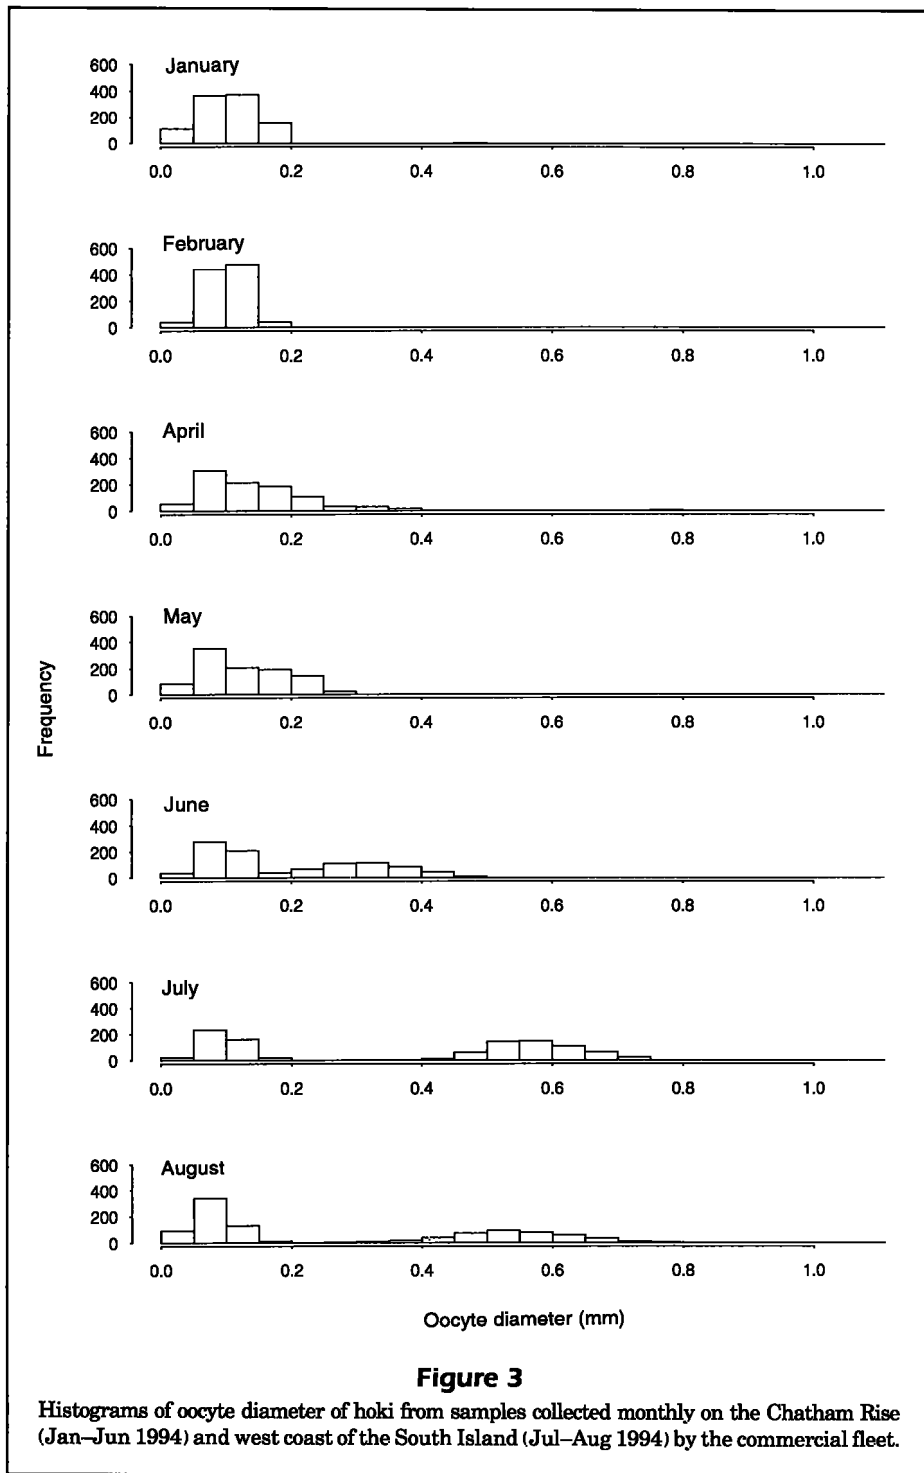 January
600
400
200
0
0.0 0.2 0.4 0.6 0.8 1.0
February
600
400
200
0
0.0 0.2 0.4 0.6 0.8 1.0
April
600
400
200
0
0.0 0.2 0.4 0.6 0.8 1.0
May
600
400
200
0
0.0 0.2 0.4 0.6 0.8 1.0
Frequency
June
600
400
200
0
0.0 0.2 0.4 0.6 0.8 1.0
July
600
400
200
0
0.0 0.2 0.4 0.6 0.8 1.0
August
600
400
200
0
0.0 0.2 0.4 0.6 0.8 1.0
Oocyte diameter (mm)
Figure 3
Histograms of oocyte diameter of hoki from samples collected monthly on the Chatham Rise
(Jan–Jun 1994) and west coast of the South Island (Jul–Aug 1994) by the commercial fleet.